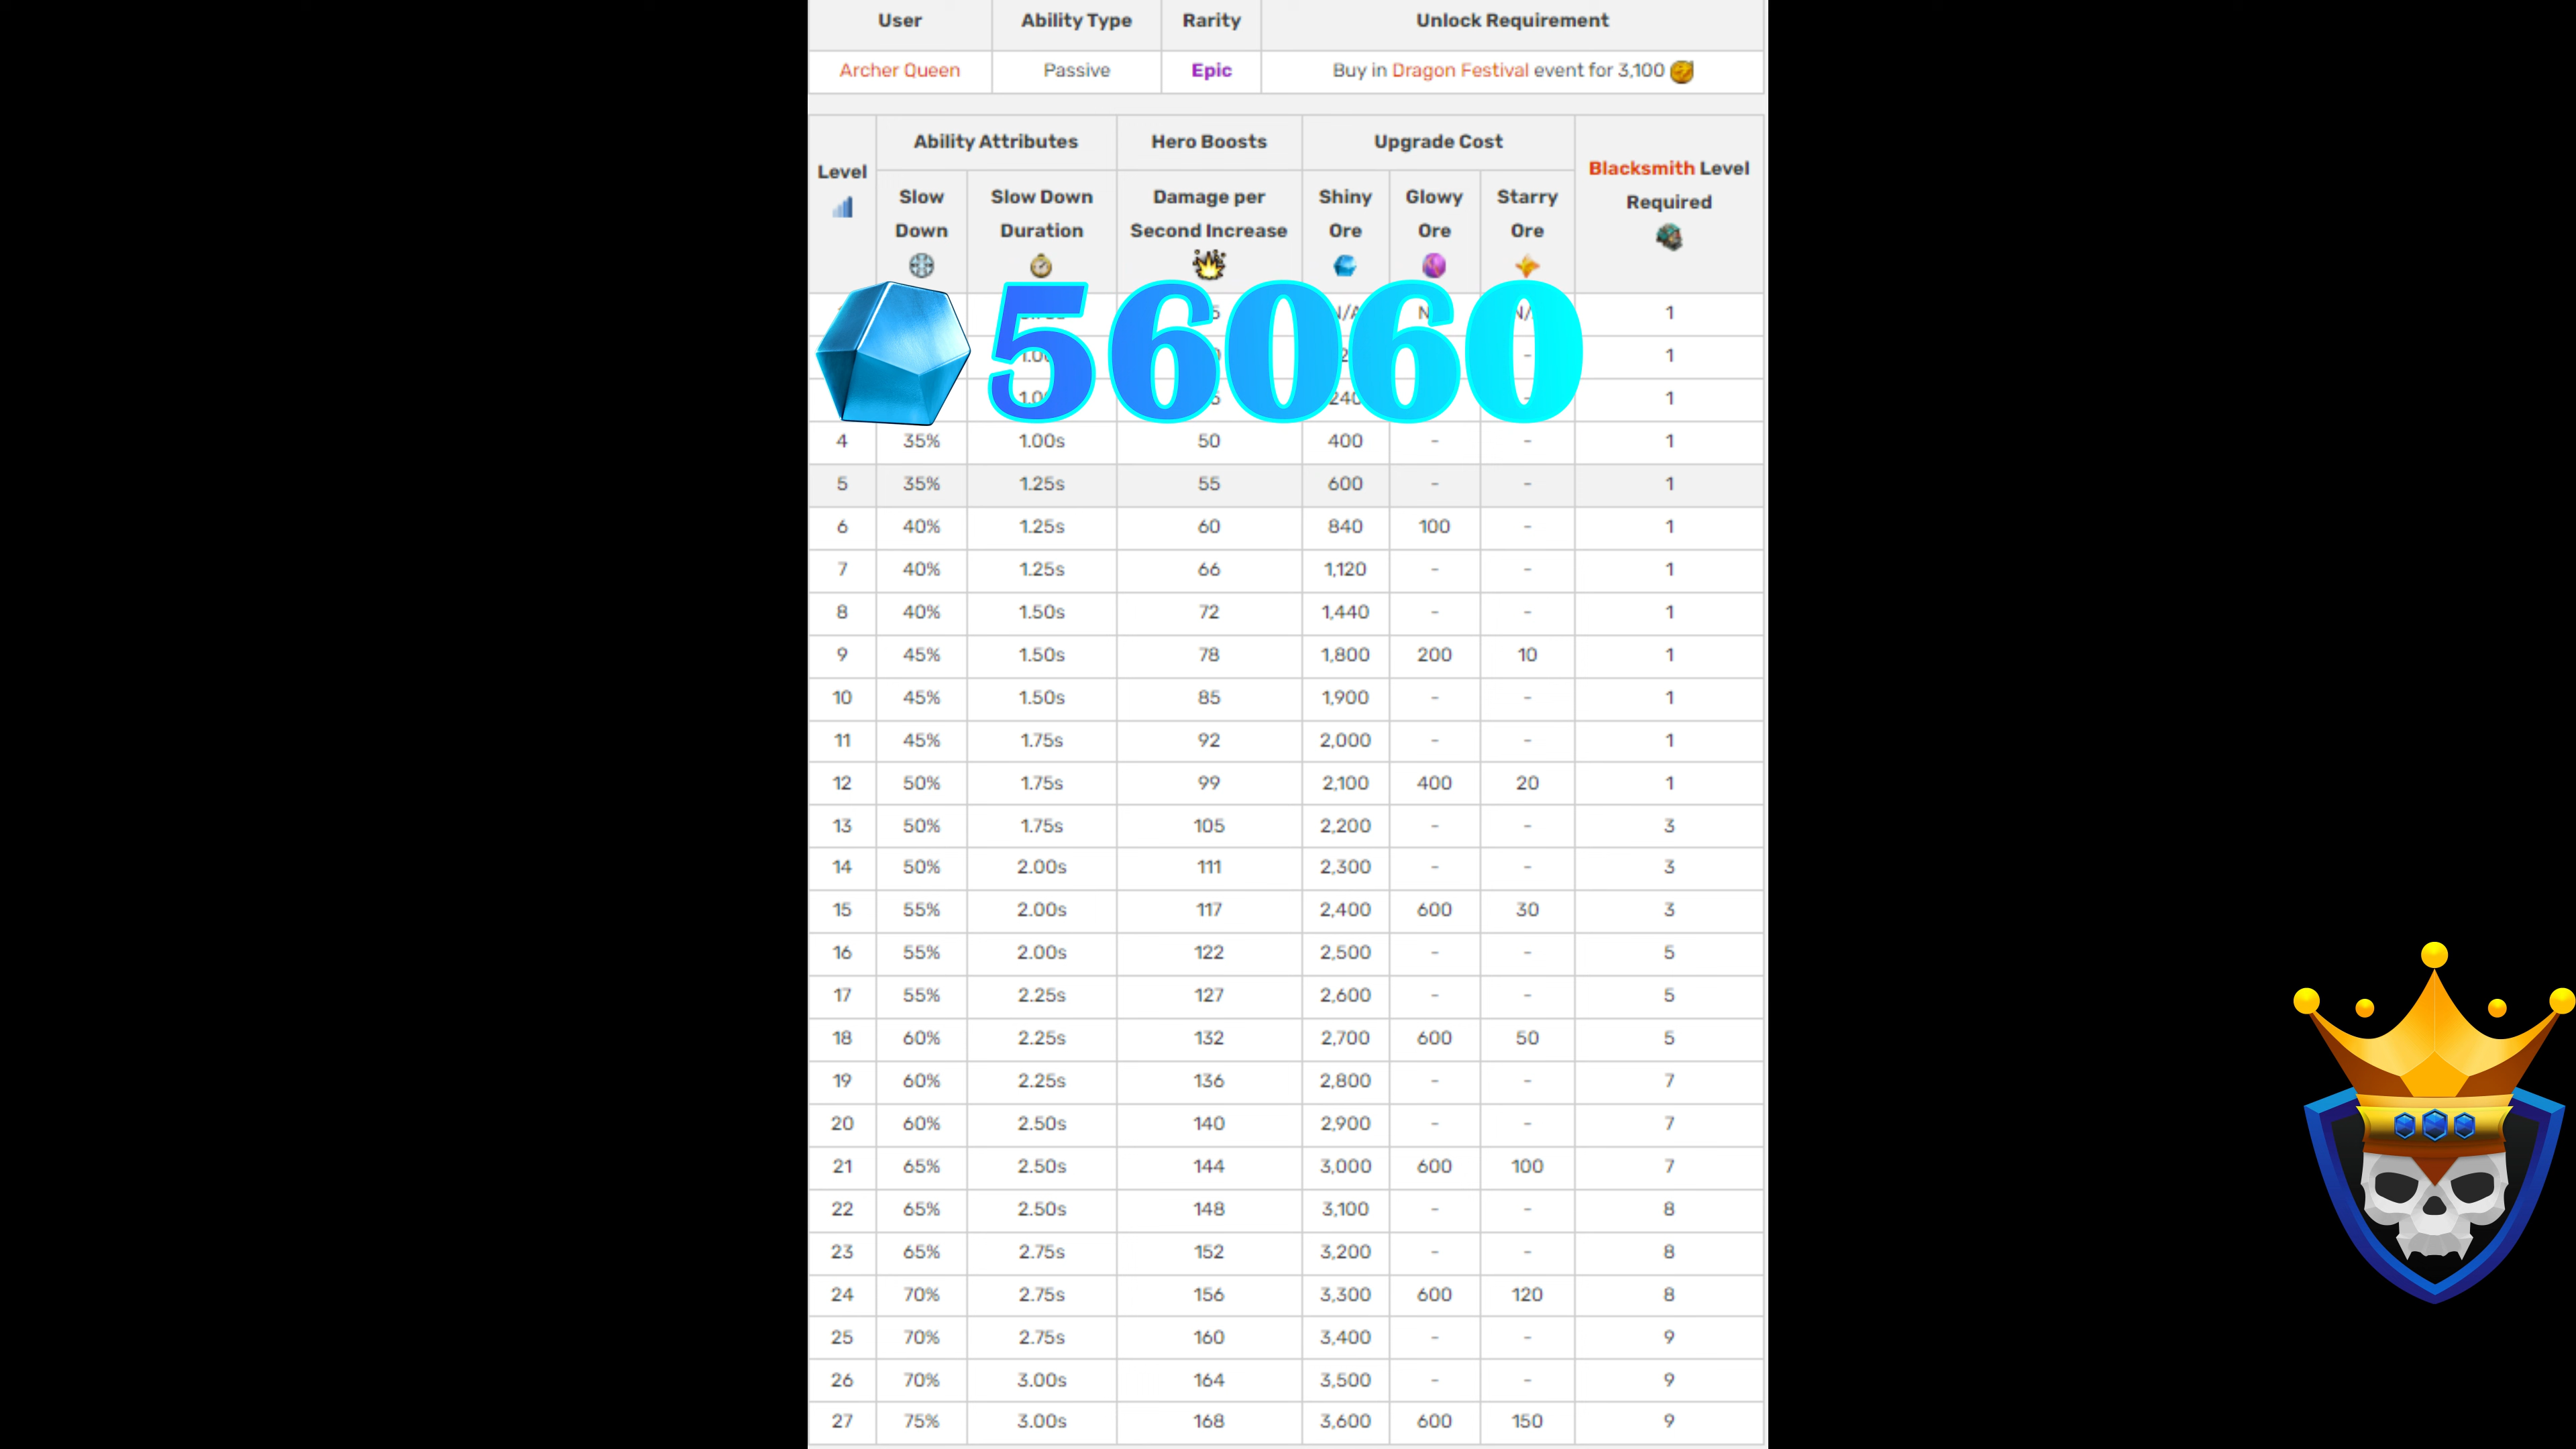 User Ability Type Rarity Unlock Requirement
Archer Queen Passive Epic Buy in Dragon Festival event for 3,100
Level Ability Attributes Hero Boosts Upgrade Cost Blacksmith Level Required
Slow Down Slow Down Duration Damage per Second Increase Shiny Ore Glowy Ore Starry Ore
56060
1
1
240 1
4 35% 1.00s 50 400 - - 1
5 35% 1.25s 55 600 - - 1
6 40% 1.25s 60 840 100 - 1
7 40% 1.25s 66 1,120 - - 1
8 40% 1.50s 72 1,440 - - 1
9 45% 1.50s 78 1,800 200 10 1
10 45% 1.50s 85 1,900 - - 1
11 45% 1.75s 92 2,000 - - 1
12 50% 1.75s 99 2,100 400 20 1
13 50% 1.75s 105 2,200 - - 3
14 50% 2.00s 111 2,300 - - 3
15 55% 2.00s 117 2,400 600 30 3
16 55% 2.00s 122 2,500 - - 5
17 55% 2.25s 127 2,600 - - 5
18 60% 2.25s 132 2,700 600 50 5
19 60% 2.25s 136 2,800 - - 7
20 60% 2.50s 140 2,900 - - 7
21 65% 2.50s 144 3,000 600 100 7
22 65% 2.50s 148 3,100 - - 8
23 65% 2.75s 152 3,200 - - 8
24 70% 2.75s 156 3,300 600 120 8
25 70% 2.75s 160 3,400 - - 9
26 70% 3.00s 164 3,500 - - 9
27 75% 3.00s 168 3,600 600 150 9